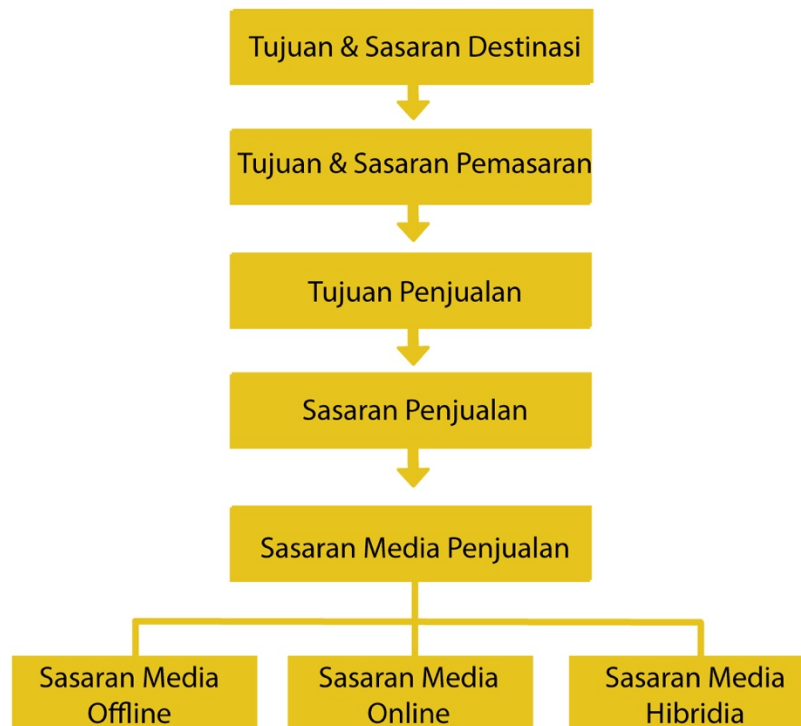 Tujuan & Sasaran Destinasi
Tujuan & Sasaran Pemasaran
Tujuan Penjualan
Sasaran Penjualan
Sasaran Media Penjualan
Sasaran Media
Offline
Sasaran Media
Online
Sasaran Media
Hibridia